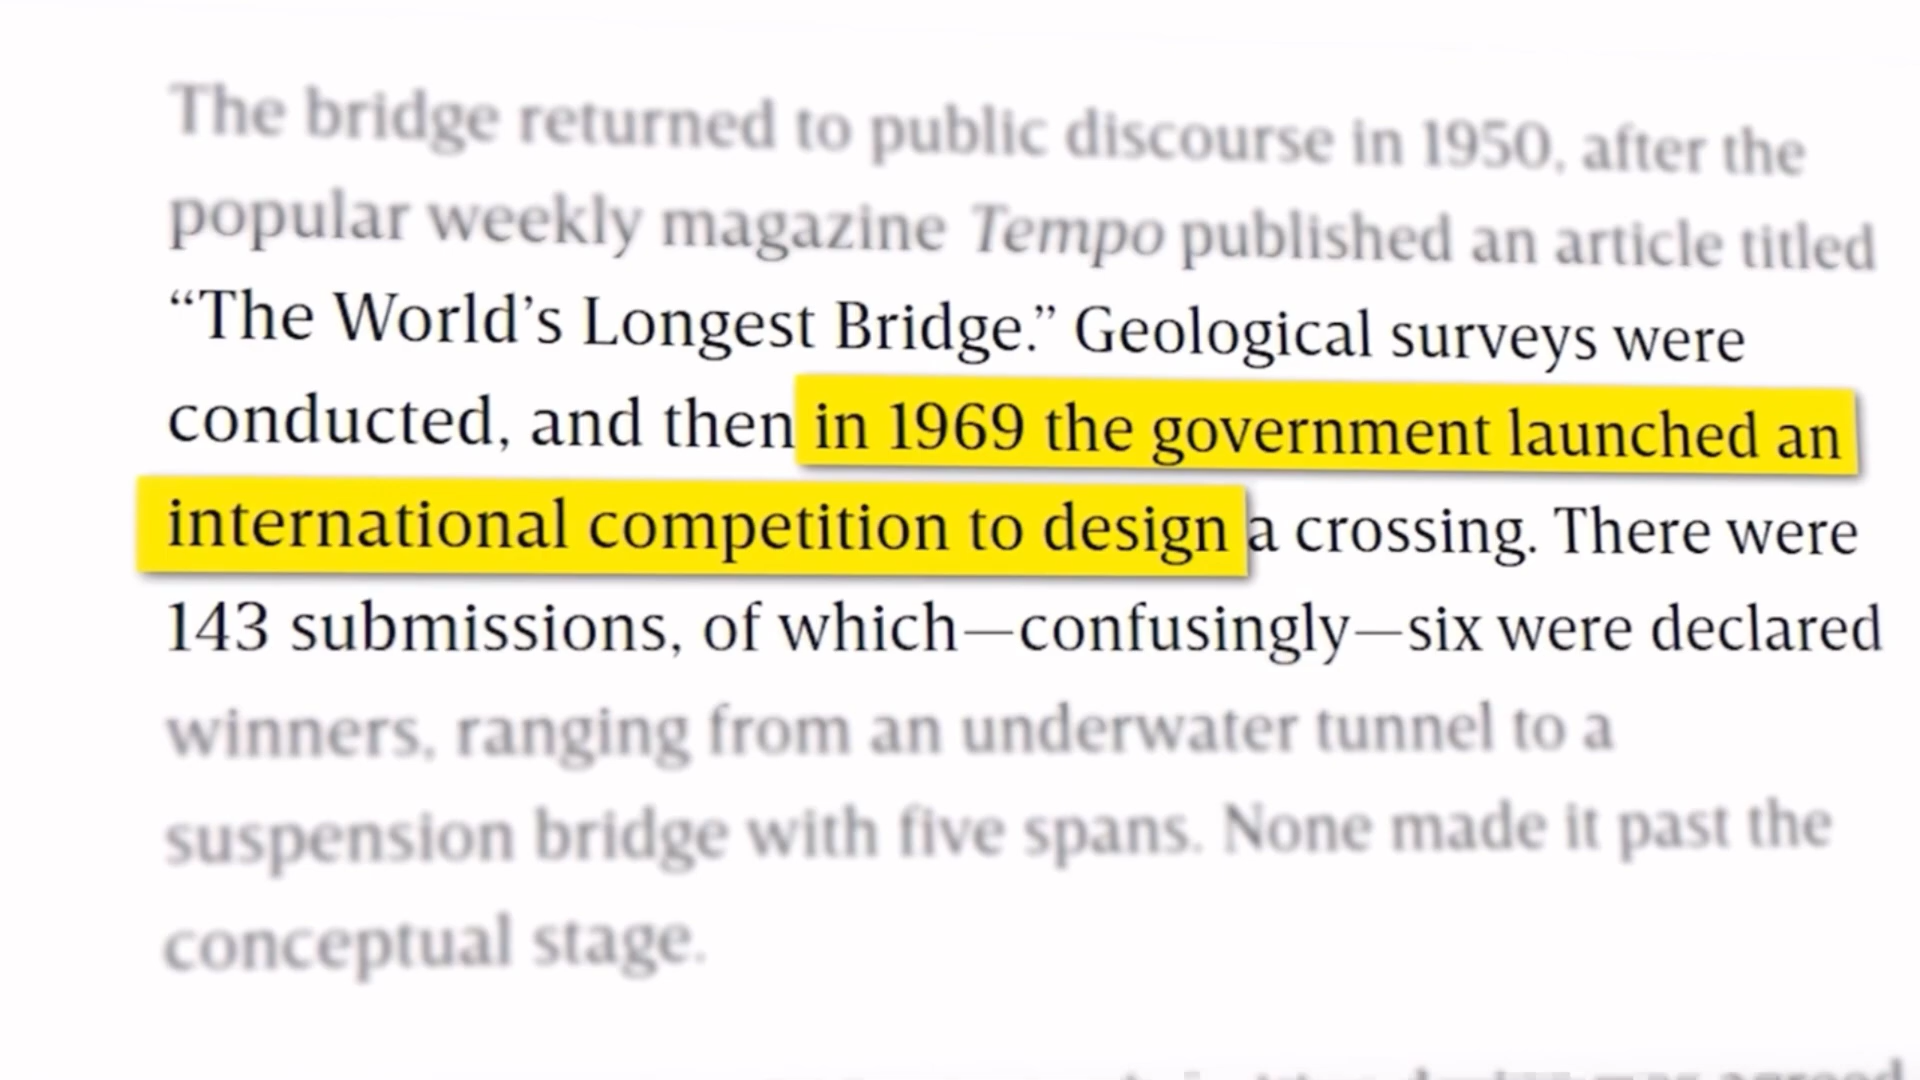 The bridge returned to public discourse in 1950, after the
popular weekly magazine Tempo published an article titled
“The World’s Longest Bridge.” Geological surveys were
conducted, and then in 1969 the government launched an
international competition to design a crossing. There were
143 submissions, of which—confusingly—six were declared
winners, ranging from an underwater tunnel to a
suspension bridge with five spans. None made it past the
conceptual stage.